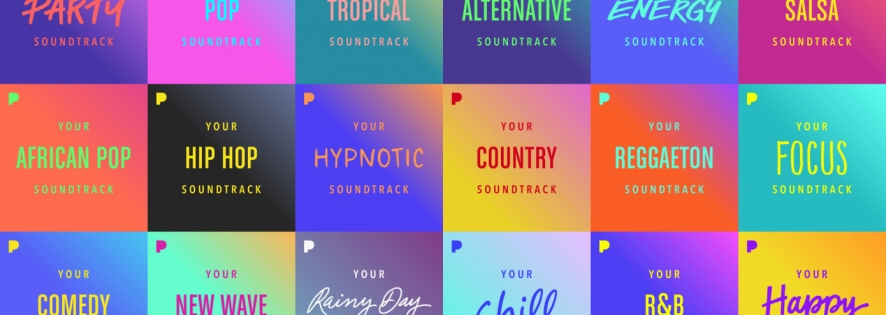 PARTY
SOUNDTRACK
POP
SOUNDTRACK
TROPICAL
SOUNDTRACK
ALTERNATIVE
SOUNDTRACK
ENERGY
SOUNDTRACK
SALSA
SOUNDTRACK
YOUR
AFRICAN POP
SOUNDTRACK
YOUR
HIP HOP
SOUNDTRACK
YOUR
HYPNOTIC
SOUNDTRACK
YOUR
COUNTRY
SOUNDTRACK
YOUR
REGGAETON
SOUNDTRACK
YOUR
FOCUS
SOUNDTRACK
YOUR
COMEDY
YOUR
NEW WAVE
YOUR
Rainy Day
YOUR
Chill
YOUR
R&B
YOUR
Happy